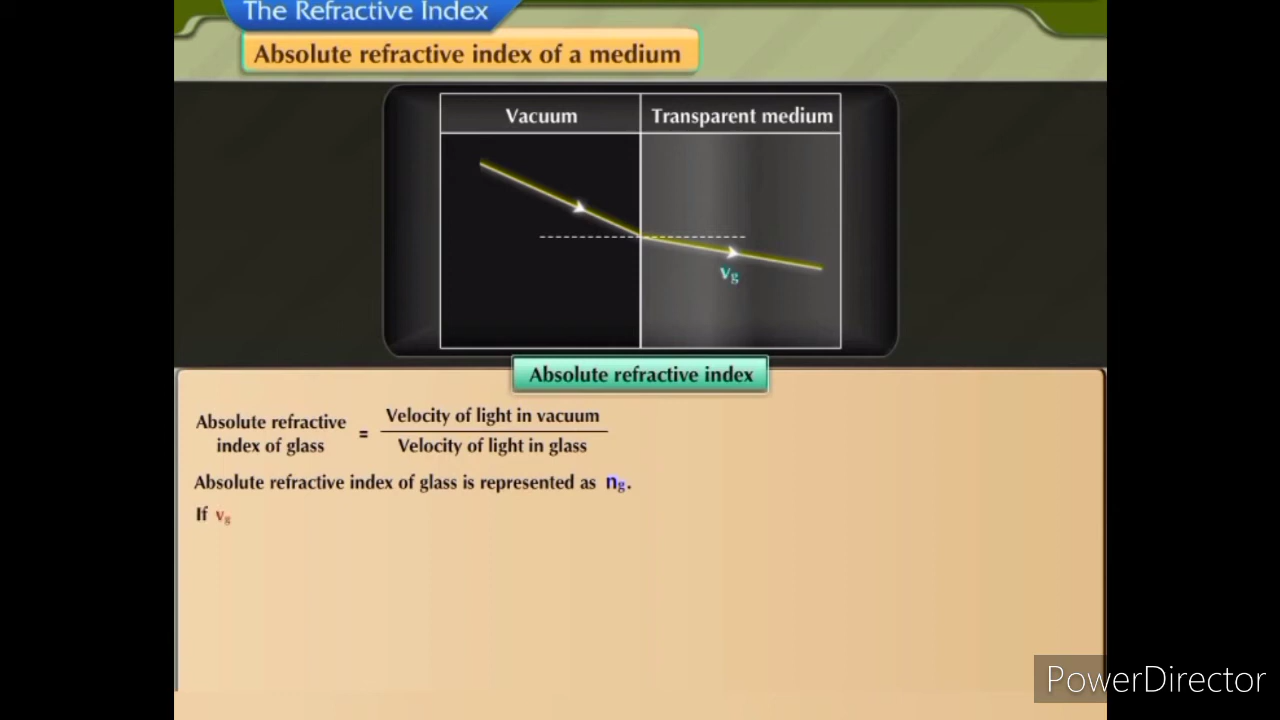 The Refractive Index
Absolute refractive index of a medium
Vacuum
Transparent medium
vg
Absolute refractive index
Absolute refractive
index of glass
=
Velocity of light in vacuum
Velocity of light in glass
Absolute refractive index of glass is represented as ng.
If vg
PowerDirector